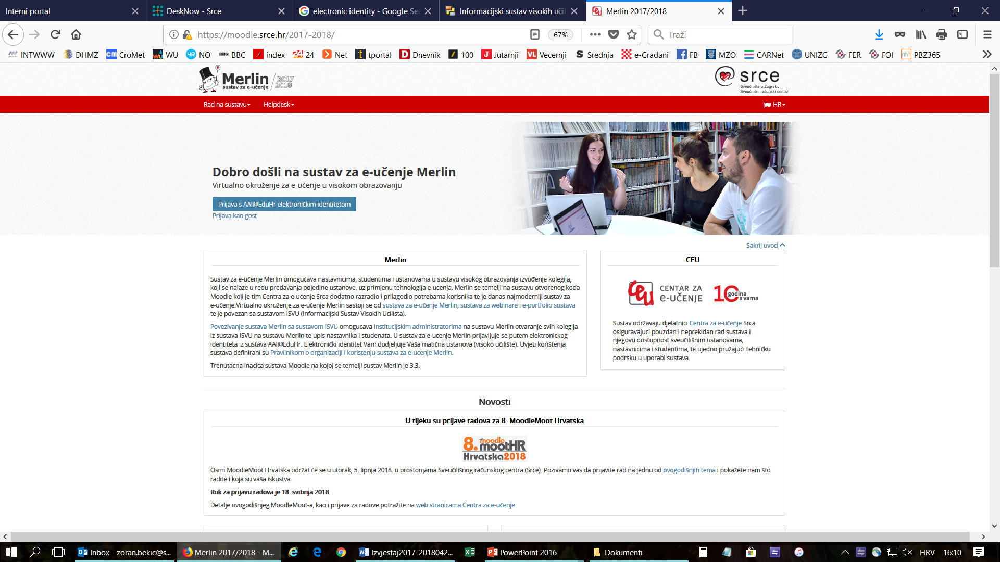 Interni portal
DeskNow - Srce
electronic identity - Google Se
Informacijski sustav visokih učil
Merlin 2017/2018
https://moodle.srce.hr/2017-2018/
67%
Traži
INTWWW DHMZ CroMet WU NO BBC index 24 Net tportal Dnevnik 100 Jutarnji Vecernji Srednja e-Građani FB MZO CARNet UNIZG FER FOI PBZ365
Merlin 2017 2018
sustav za e-učenje
srce
Sveučilište u Zagrebu
Sveučilišni računski centar
Rad na sustavu Helpdesk HR
Dobro došli na sustav za e-učenje Merlin
Virtualno okruženje za e-učenje u visokom obrazovanju
Prijava s AAI@EduHr elektroničkim identitetom
Prijava kao gost
Sakrij uvod
Merlin
Sustav za e-učenje Merlin omogućava nastavnicima, studentima i ustanovama u sustavu visokog obrazovanja izvođenje kolegija,
koji se nalaze u redu predavanja pojedine ustanove, uz primjenu tehnologija e-učenja. Merlin se temelji na sustavu otvorenog koda
Moodle koji je tim Centra za e-učenje Srca dodatno razradio i prilagodio potrebama korisnika te je danas najmoderniji sustav za
e-učenje.Virtualno okruženje za e-učenje Merlin sastoji se od sustava za e-učenje Merlin, sustava za webinare i e-portfolio sustava
te je povezan sa sustavom ISVU (Informacijski Sustav Visokih Učilišta).
Povezivanje sustava Merlin sa sustavom ISVU omogućava institucijskim administratorima na sustavu Merlin otvaranje svih kolegija
iz sustava ISVU na sustavu Merlin te upis nastavnika i studenata. U sustav za e-učenje Merlin prijavljuje se putem elektroničkog
identiteta iz sustava AAI@EduHr. Elektronički identitet Vam dodjeljuje Vaša matična ustanova (visoko učilište). Uvjeti korištenja
sustava definirani su Pravilnikom o organizaciji i korištenju sustava za e-učenje Merlin.
Trenutačna inačica sustava Moodle na kojoj se temelji sustav Merlin je 3.3.
CEU
CENTAR ZA
e-UČENJE
10 godina
s vama
Sustav održavaju djelatnici Centra za e-učenje Srca
osiguravajući pouzdan i neprekidan rad sustava i
njegovu dostupnost sveučilišnim ustanovama,
nastavnicima i studentima, te ujedno pružajući tehničku
podršku u uporabi sustava.
Novosti
U tijeku su prijave radova za 8. MoodleMoot Hrvatska
8. moodle
mootHR
Hrvatska2018
Osmi MoodleMoot Hrvatska održat će se u utorak, 5. lipnja 2018. u prostorijama Sveučilišnog računskog centra (Srce). Pozivamo vas da prijavite rad na jednu od ovogodišnjih tema i pokažete nam što
radite i koja su vaša iskustva.
Rok za prijavu radova je 18. svibnja 2018.
Detalje ovogodišnjeg MoodleMoot-a, kao i prijave za radove potražite na web stranicama Centra za e-učenje.
Inbox - zoran.bekic@s... Merlin 2017/2018 - M... Izvjestaj2017-2018042... PowerPoint 2016 Dokumenti HRV 16:10